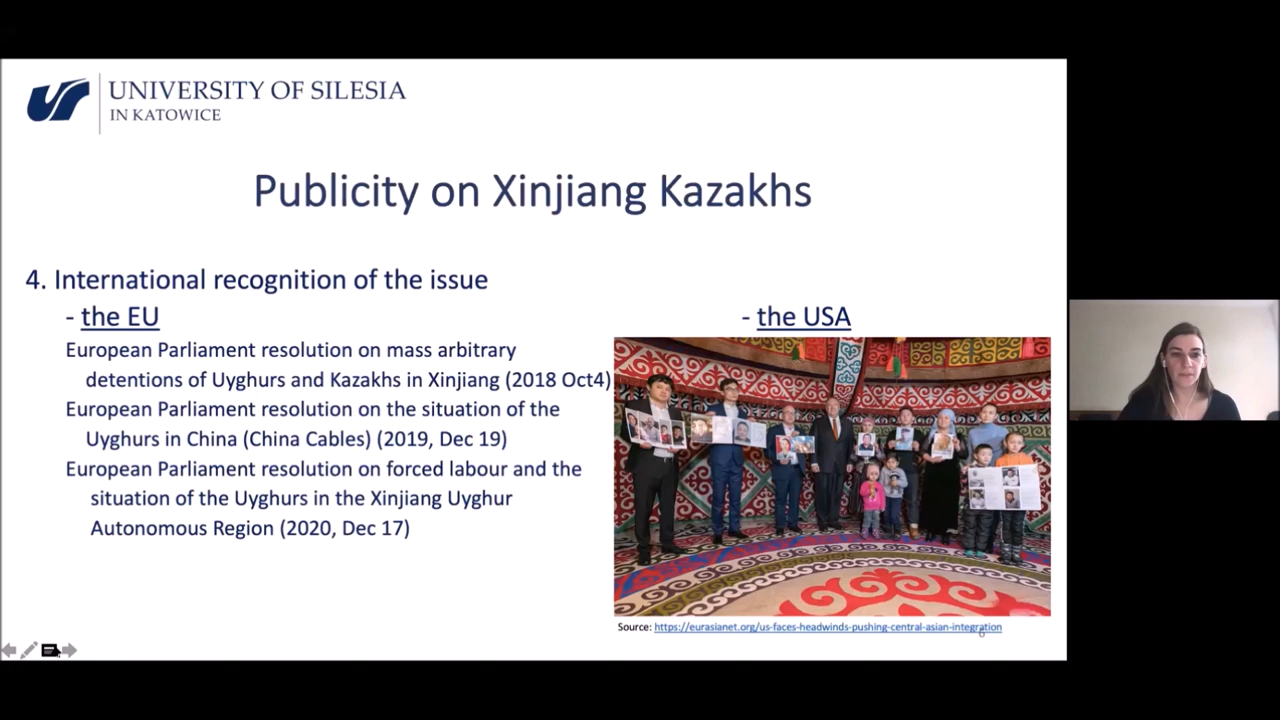 UNIVERSITY OF SILESIA
IN KATOWICE
Publicity on Xinjiang Kazakhs
4. International recognition of the issue
- the EU
European Parliament resolution on mass arbitrary
detentions of Uyghurs and Kazakhs in Xinjiang (2018 Oct4)
European Parliament resolution on the situation of the
Uyghurs in China (China Cables) (2019, Dec 19)
European Parliament resolution on forced labour and the
situation of the Uyghurs in the Xinjiang Uyghur
Autonomous Region (2020, Dec 17)
- the USA
Source: https://eurasianet.org/us-faces-headwinds-pushing-central-asian-integration
6